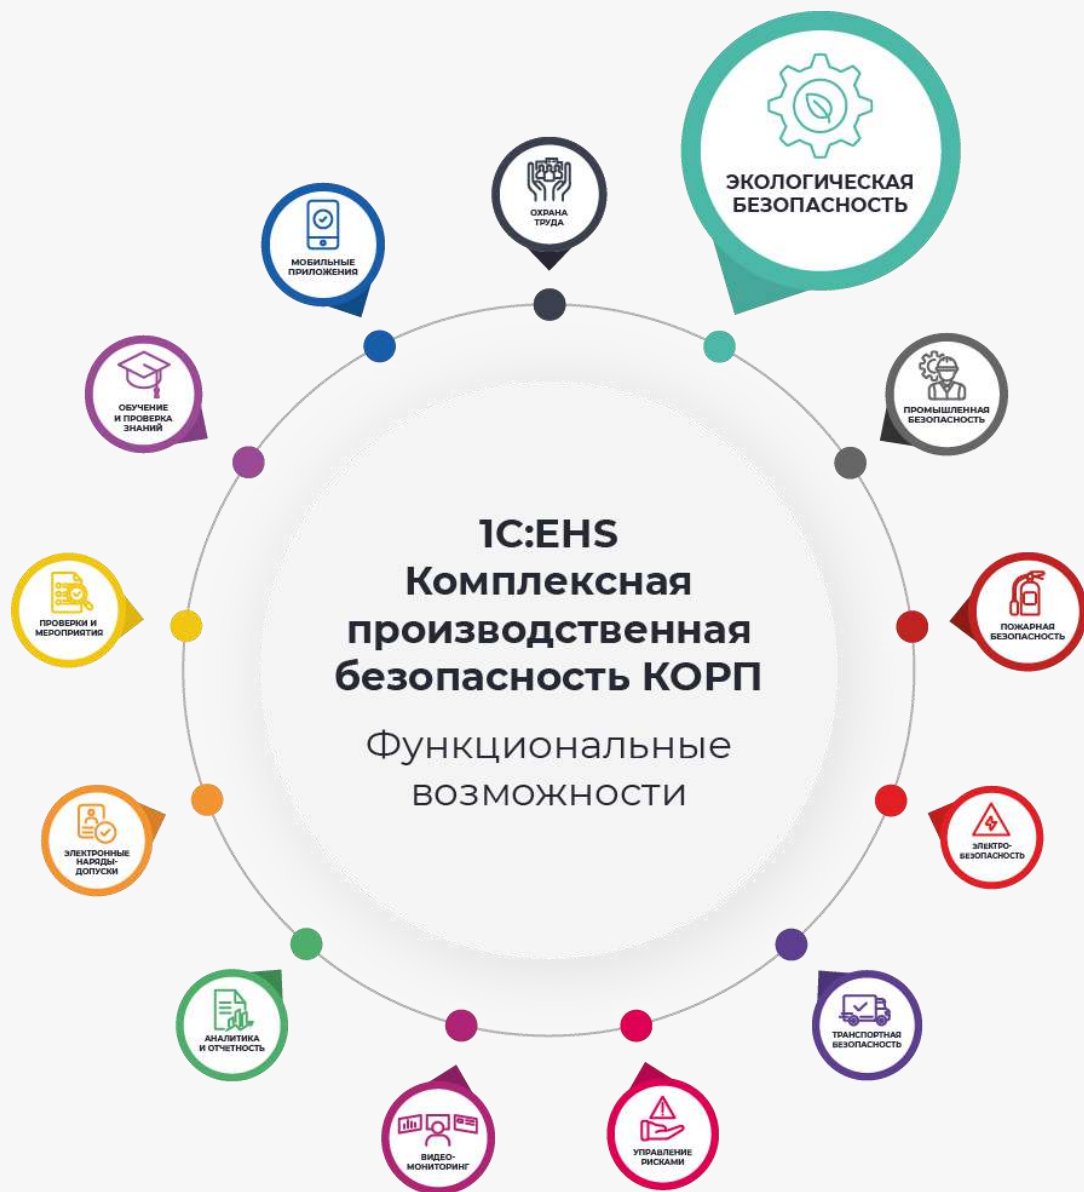 ЭКОЛОГИЧЕСКАЯ
БЕЗОПАСНОСТЬ
ОХРАНА
ТРУДА
МОБИЛЬНЫЕ
ПРИЛОЖЕНИЯ
ОБУЧЕНИЕ
И ПРОВЕРКА
ЗНАНИЙ
ПРОМЫШЛЕННАЯ
БЕЗОПАСНОСТЬ
1С:EHS
Комплексная
производственная
безопасность КОРП
Функциональные
возможности
ПРОВЕРКИ И
МЕРОПРИЯТИЯ
ПОЖАРНАЯ
БЕЗОПАСНОСТЬ
ЭЛЕКТРОННЫЕ
НАРЯДЫ-
ДОПУСКИ
ЭЛЕКТРО-
БЕЗОПАСНОСТЬ
АНАЛИТИКА
И ОТЧЕТНОСТЬ
ТРАНСПОРТНАЯ
БЕЗОПАСНОСТЬ
ВИДЕО-
МОНИТОРИНГ
УПРАВЛЕНИЕ
РИСКАМИ